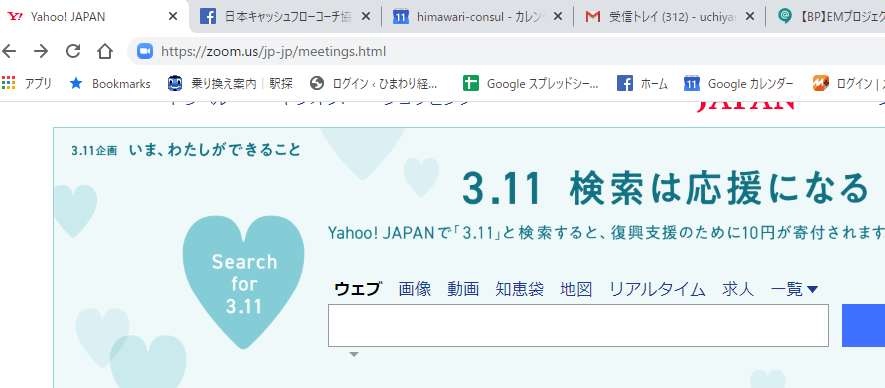 Yahoo! JAPAN
日本キャッシュフローコーチ協
himawari-consul - カレン
受信トレイ (312) - uchiya
【BP】EMプロジェク
https://zoom.us/jp-jp/meetings.html
アプリ
Bookmarks
乗り換え案内｜駅探
ログイン ‹ ひまわり経...
Google スプレッドシー...
ホーム
Google カレンダー
ログイン |
JAPAN
3.11企画 いま、わたしができること
3.11 検索は応援になる
Yahoo! JAPANで「3.11」と検索すると、復興支援のために10円が寄付されます
Search
for
3.11
ウェブ 画像 動画 知恵袋 地図 リアルタイム 求人 一覧